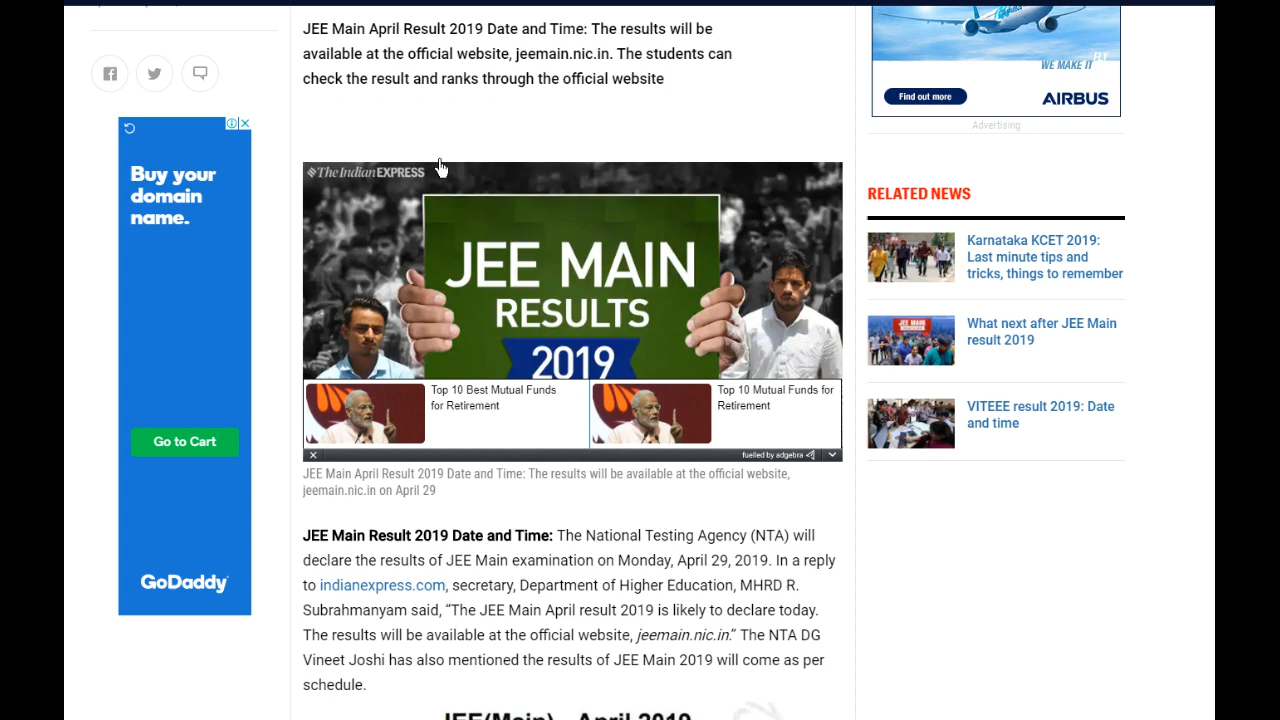 JEE Main April Result 2019 Date and Time: The results will be
available at the official website, jeemain.nic.in. The students can
check the result and ranks through the official website
Buy your
domain
name.
Go to Cart
GoDaddy
The Indian EXPRESS
JEE MAIN
RESULTS
2019
Top 10 Best Mutual Funds
for Retirement
Top 10 Mutual Funds for
Retirement
fuelled by adgebra
JEE Main April Result 2019 Date and Time: The results will be available at the official website,
jeemain.nic.in on April 29
JEE Main Result 2019 Date and Time: The National Testing Agency (NTA) will
declare the results of JEE Main examination on Monday, April 29, 2019. In a reply
to indianexpress.com, secretary, Department of Higher Education, MHRD R.
Subrahmanyam said, “The JEE Main April result 2019 is likely to declare today.
The results will be available at the official website, jeemain.nic.in.” The NTA DG
Vineet Joshi has also mentioned the results of JEE Main 2019 will come as per
schedule.
JEE(Main) - April 2019
FLY
WE MAKE IT
Find out more
AIRBUS
Advertising
RELATED NEWS
Karnataka KCET 2019:
Last minute tips and
tricks, things to remember
What next after JEE Main
result 2019
VITEEE result 2019: Date
and time